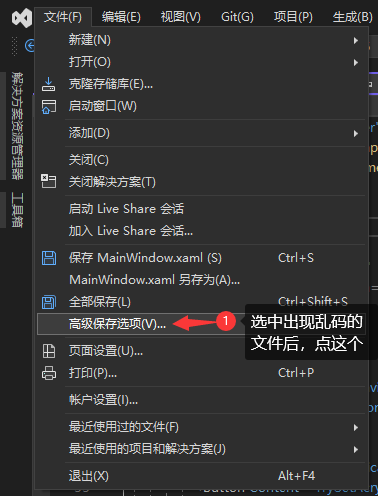 文件(F) 编辑(E) 视图(V) Git(G) 项目(P) 生成(B)
新建(N)
打开(O)
克隆存储库(E)...
启动窗口(W)
添加(D)
关闭(C)
关闭解决方案(T)
启动 Live Share 会话
加入 Live Share 会话...
保存 MainWindow.xaml (S) Ctrl+S
MainWindow.xaml 另存为(A)...
全部保存(L) Ctrl+Shift+S
高级保存选项(V)...
1
选中出现乱码的
文件后，点这个
页面设置(U)...
打印(P)... Ctrl+P
帐户设置(I)...
最近使用过的文件(F)
最近使用的项目和解决方案(J)
退出(X) Alt+F4
解决方案资源管理器
工具箱